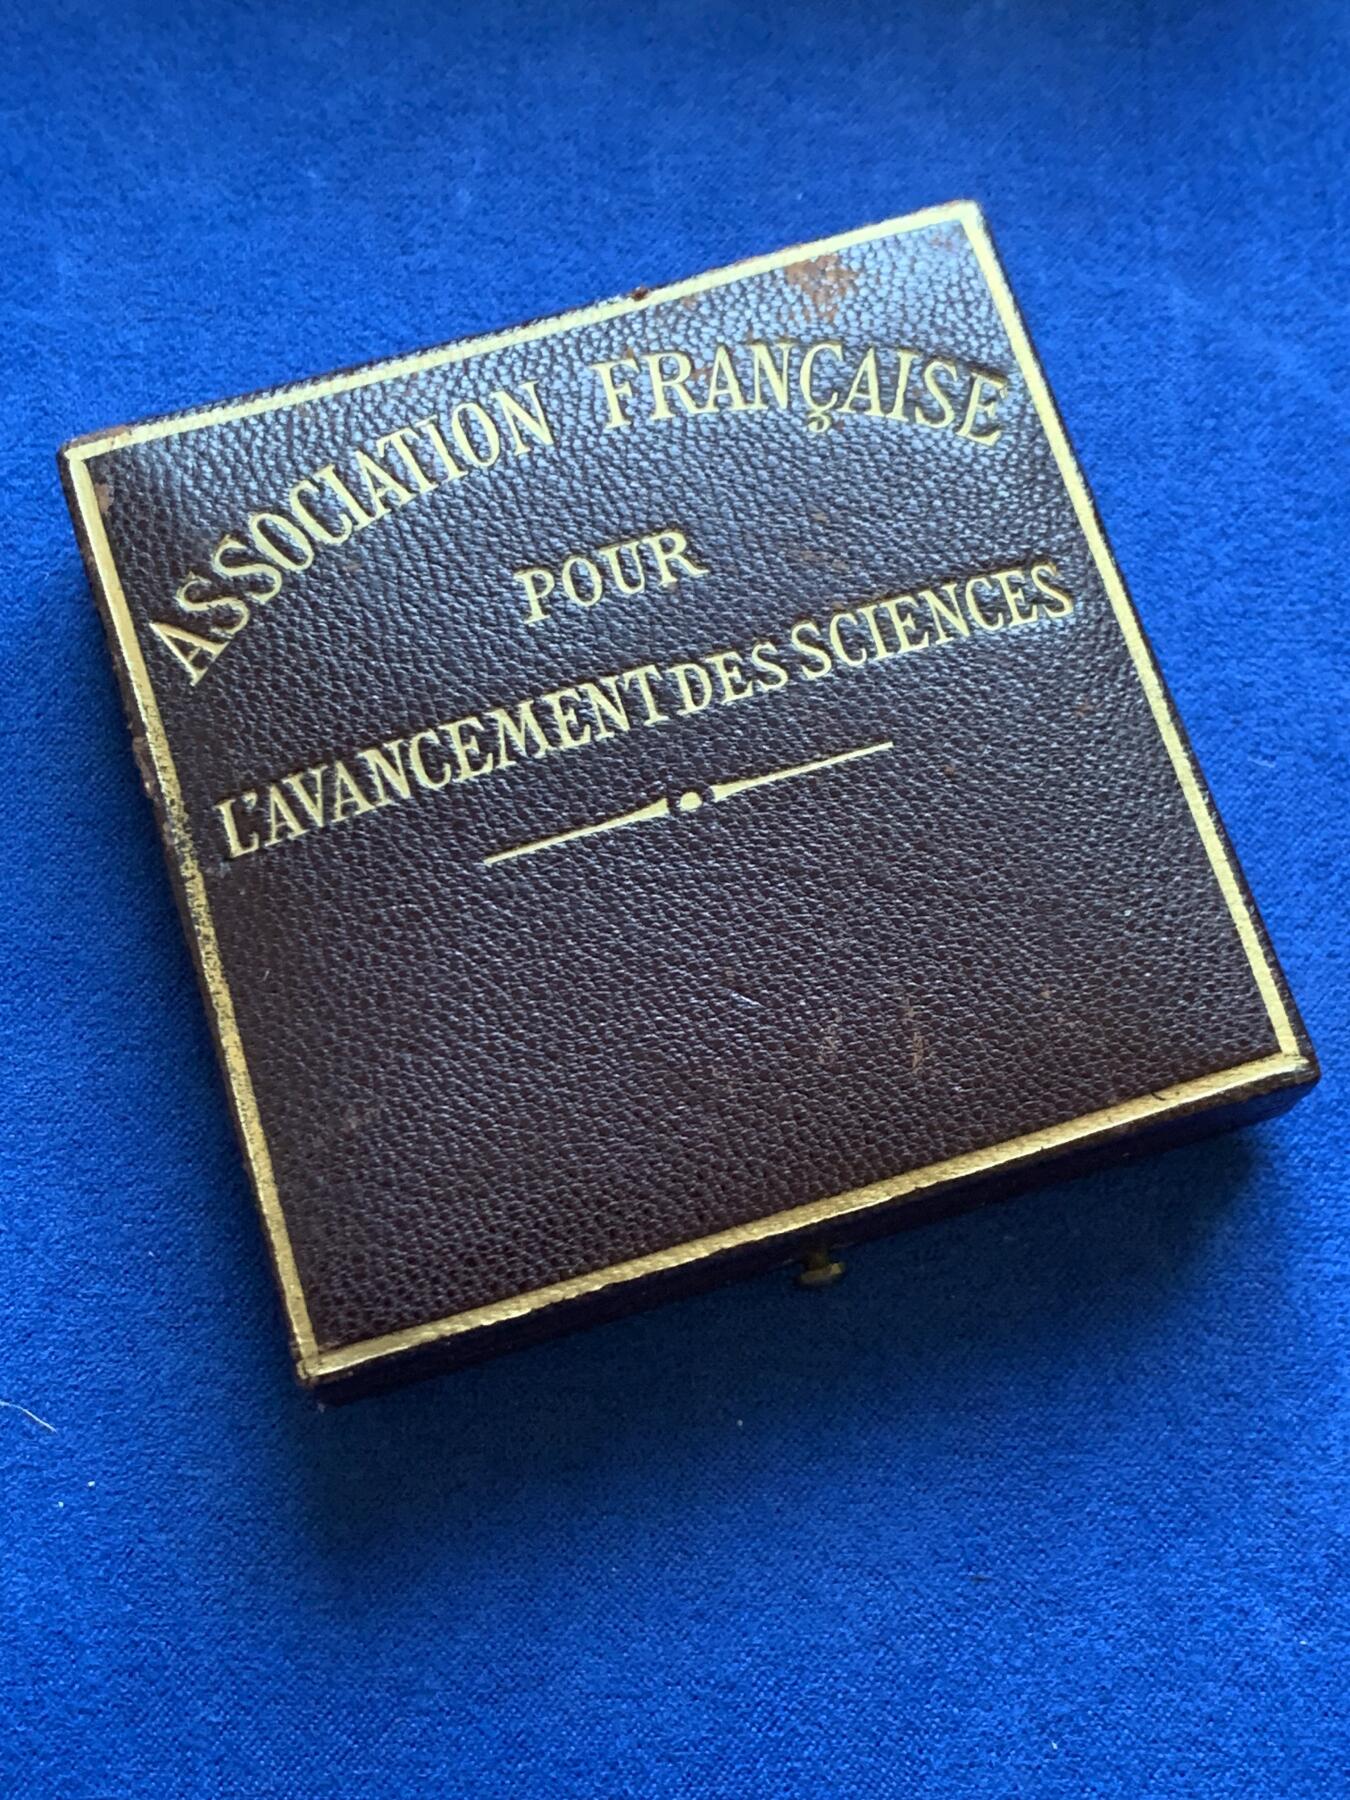 ASSOCIATION FRANÇAISE
POUR
L'AVANCEMENT DES SCIENCES